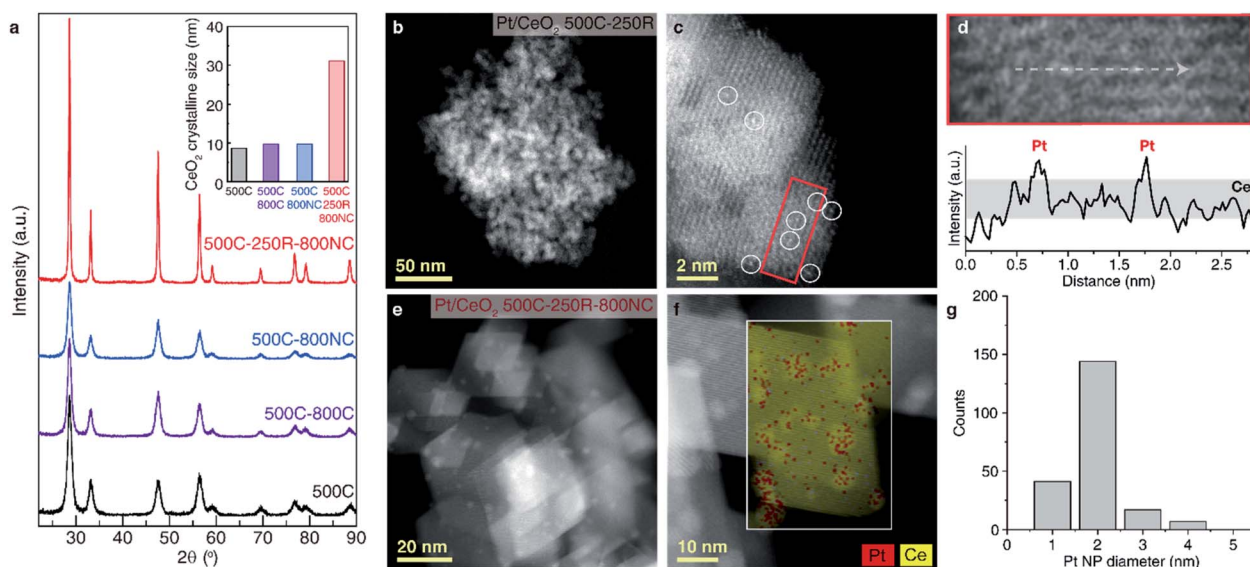 a
CeO₂ crystalline size (nm)
40
30
20
10
0
500C
500C 800C
500C 800NC
500C 250R 800NC
Intensity (a.u.)
500C-250R-800NC
500C-800NC
500C-800C
500C
30 40 50 60 70 80 90
2θ (º)
b
Pt/CeO₂ 500C-250R
50 nm
c
2 nm
d
Pt Pt
Ce
Intensity (a.u.)
0.0 0.5 1.0 1.5 2.0 2.5
Distance (nm)
e
Pt/CeO₂ 500C-250R-800NC
20 nm
f
10 nm
Pt Ce
g
Counts
200
150
100
50
0
0 1 2 3 4 5
Pt NP diameter (nm)